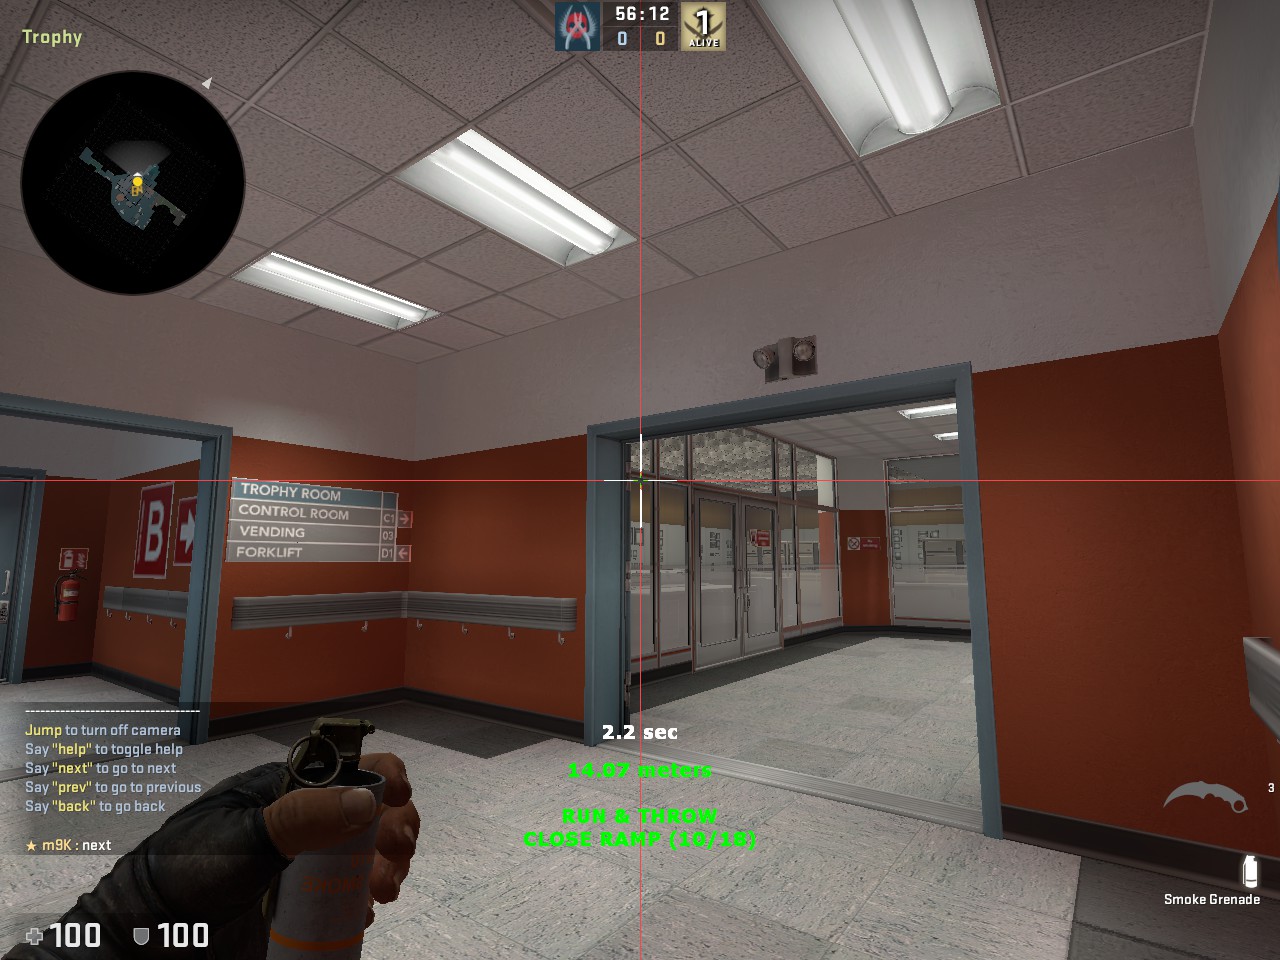 Trophy
56:12
0 0
1
ALIVE
B
TROPHY ROOM
CONTROL ROOM C1
VENDING 03
FORKLIFT D1
Jump to turn off camera
Say "help" to toggle help
Say "next" to go to next
Say "prev" to go to previous
Say "back" to go back
★ m9K : next
2.2 sec
14.07 meters
RUN & THROW
CLOSE RAMP (10/18)
3
Smoke Grenade
100 100